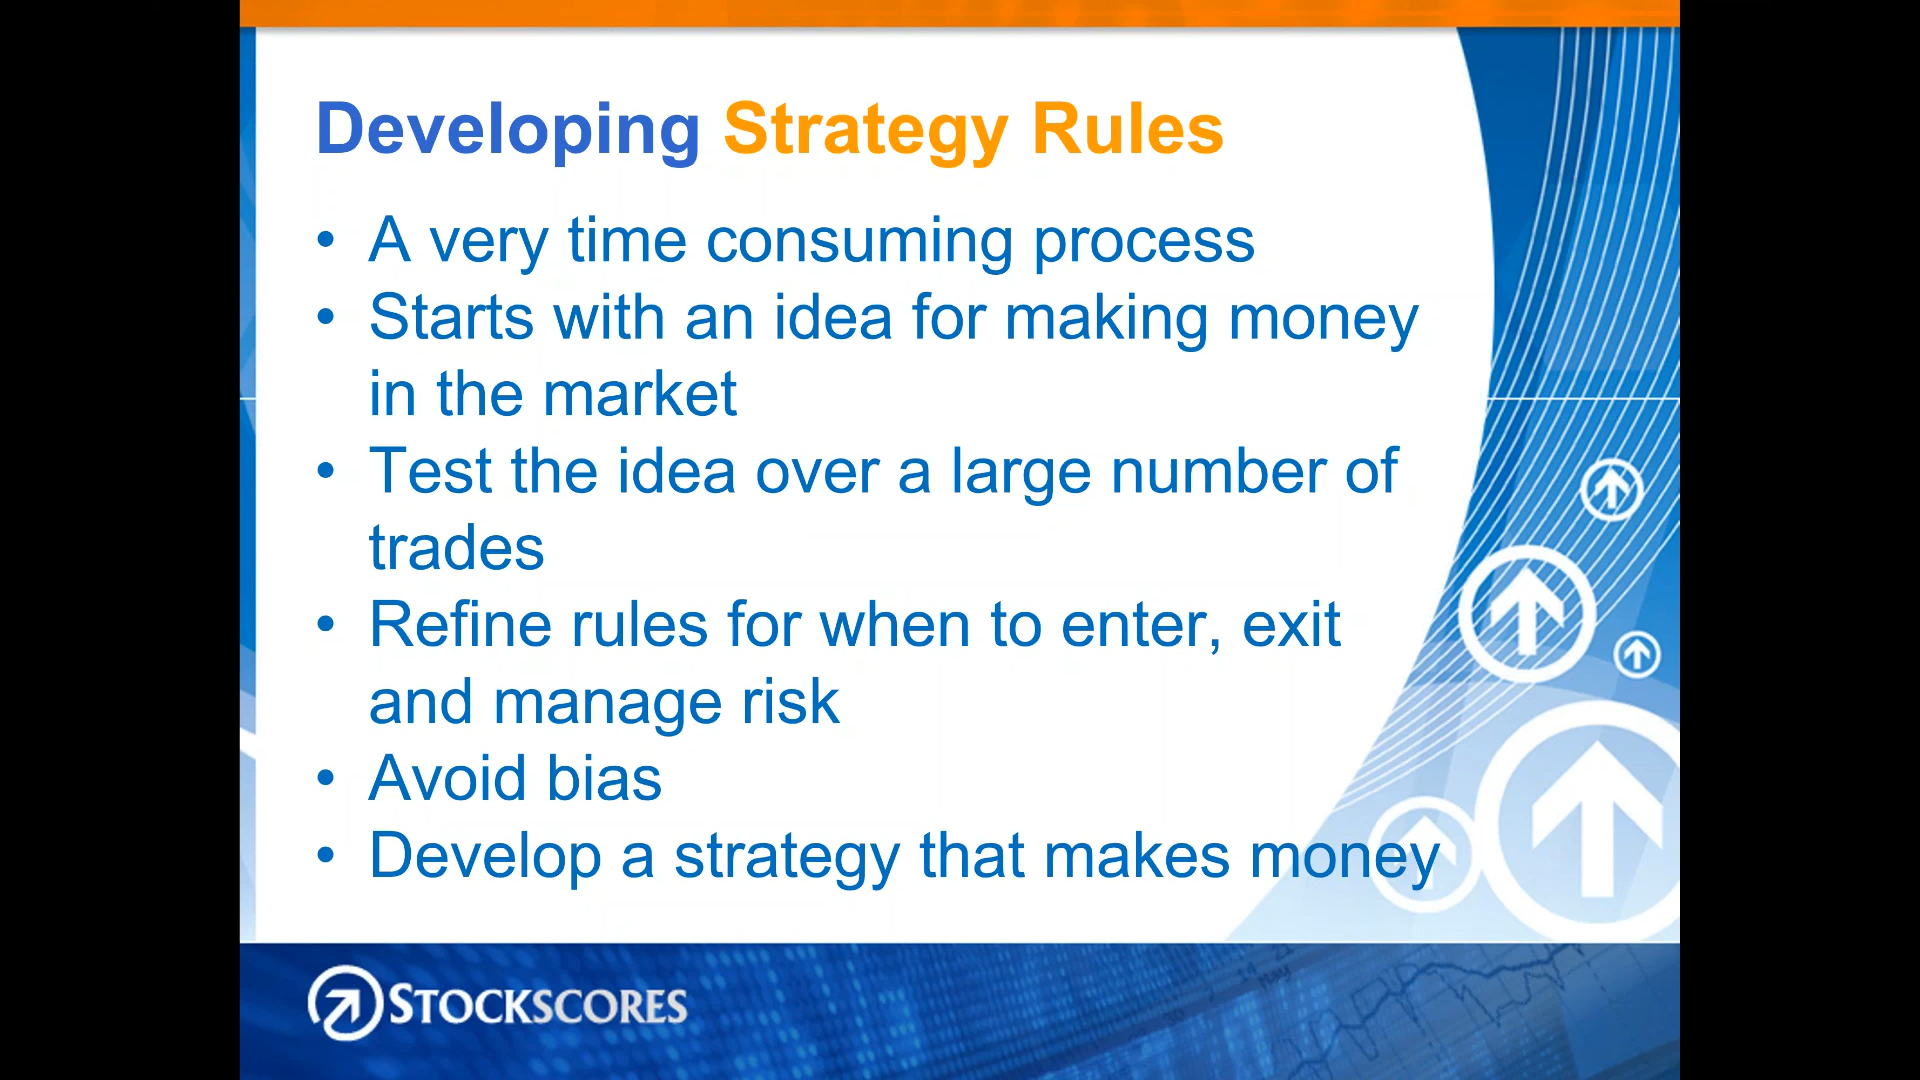 Developing Strategy Rules
• A very time consuming process
• Starts with an idea for making money
in the market
• Test the idea over a large number of
trades
• Refine rules for when to enter, exit
and manage risk
• Avoid bias
• Develop a strategy that makes money
STOCKSCORES